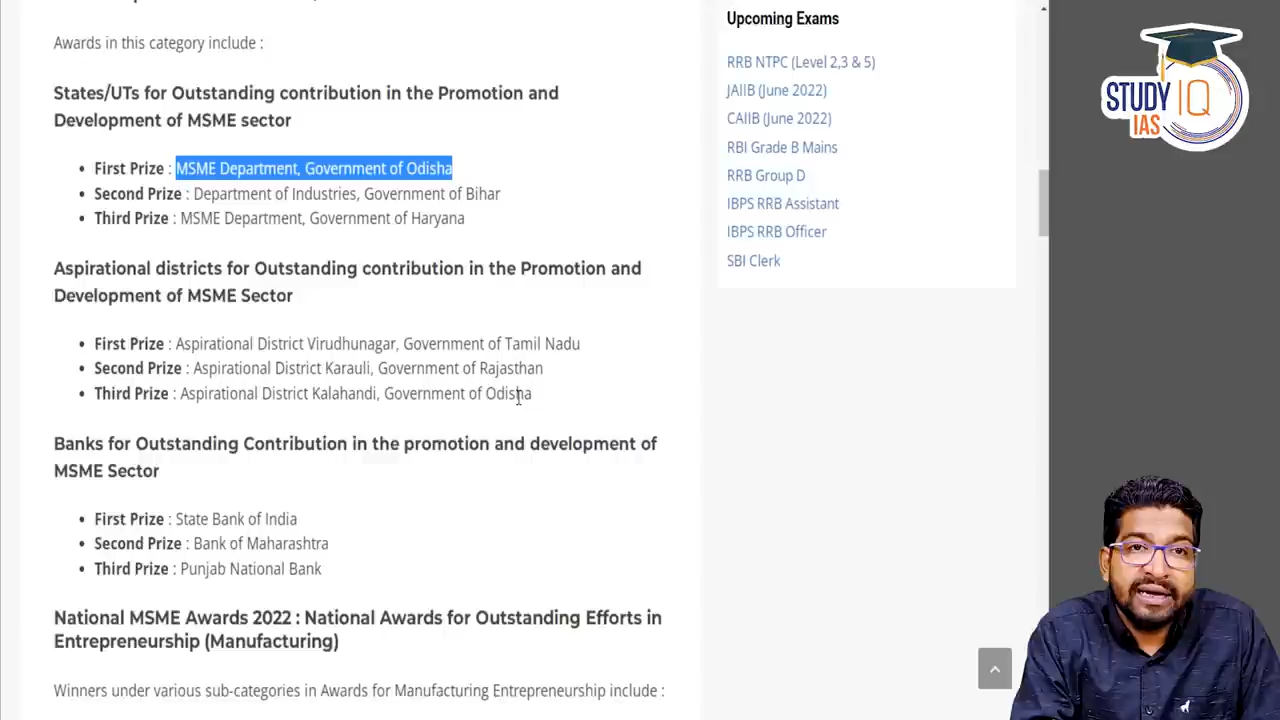 Awards in this category include :
States/UTs for Outstanding contribution in the Promotion and
Development of MSME sector
• First Prize : MSME Department, Government of Odisha
• Second Prize : Department of Industries, Government of Bihar
• Third Prize : MSME Department, Government of Haryana
Aspirational districts for Outstanding contribution in the Promotion and
Development of MSME Sector
• First Prize : Aspirational District Virudhunagar, Government of Tamil Nadu
• Second Prize : Aspirational District Karauli, Government of Rajasthan
• Third Prize : Aspirational District Kalahandi, Government of Odisha
Banks for Outstanding Contribution in the promotion and development of
MSME Sector
• First Prize : State Bank of India
• Second Prize : Bank of Maharashtra
• Third Prize : Punjab National Bank
National MSME Awards 2022 : National Awards for Outstanding Efforts in
Entrepreneurship (Manufacturing)
Winners under various sub-categories in Awards for Manufacturing Entrepreneurship include :
Upcoming Exams
RRB NTPC (Level 2,3 & 5)
JAIIB (June 2022)
CAIIB (June 2022)
RBI Grade B Mains
RRB Group D
IBPS RRB Assistant
IBPS RRB Officer
SBI Clerk
STUDY IQ
IAS